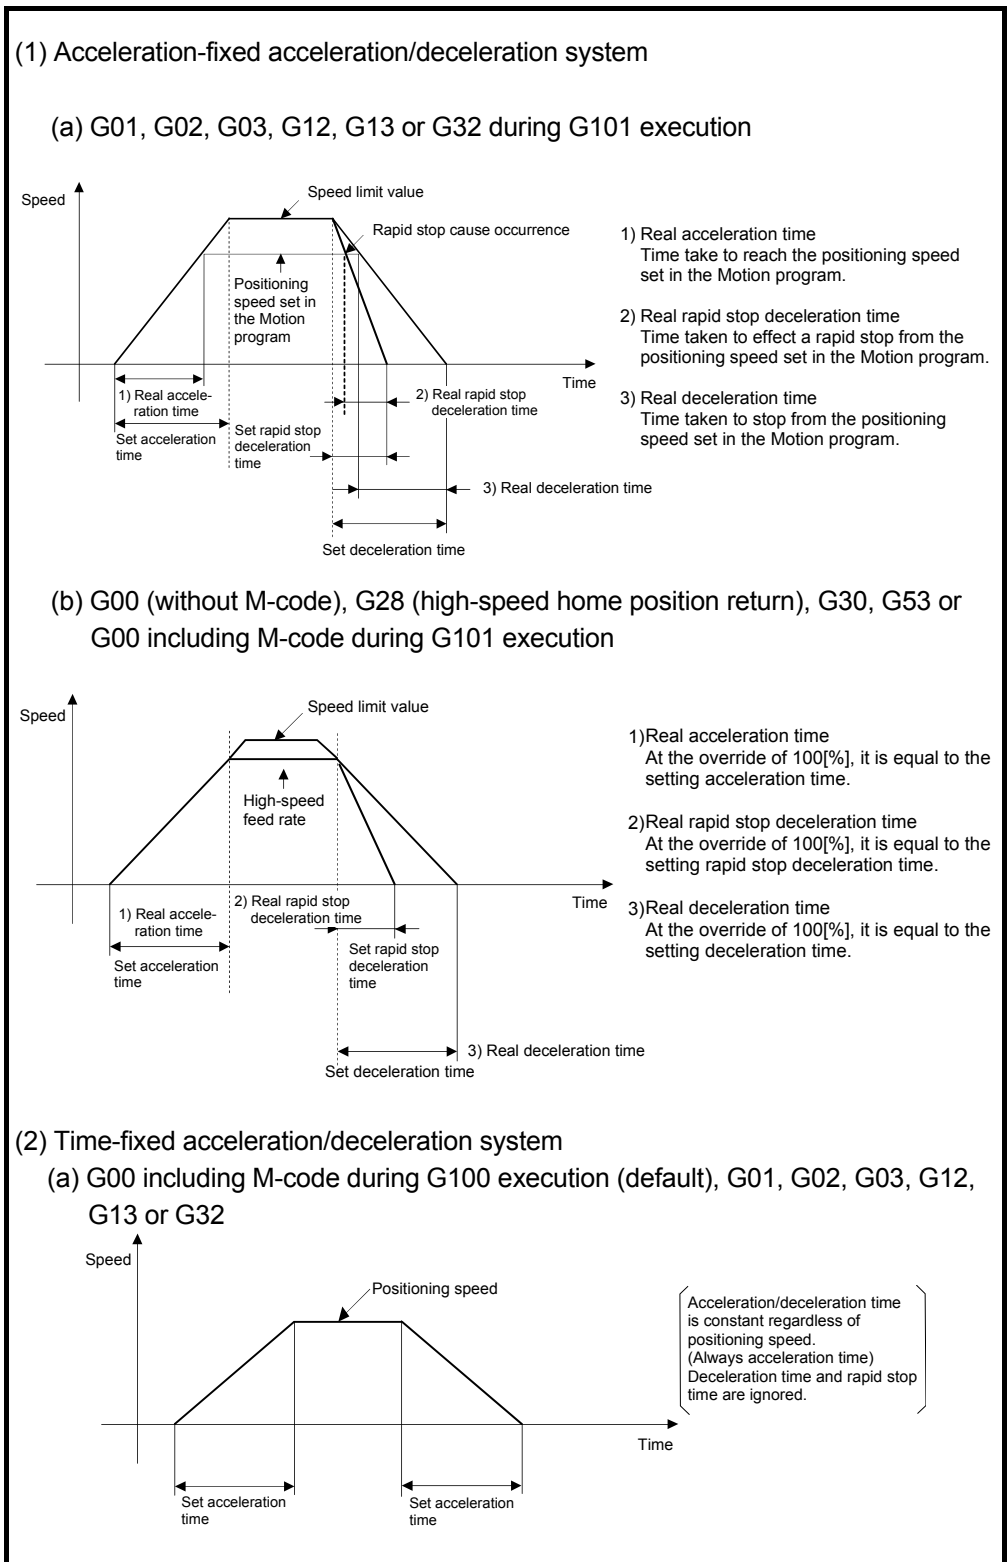 (1) Acceleration-fixed acceleration/deceleration system
(a) G01, G02, G03, G12, G13 or G32 during G101 execution
Speed
Speed limit value
Rapid stop cause occurrence
Positioning
speed set in
the Motion
program
Time
1) Real accele-
ration time
Set acceleration
time
Set rapid stop
deceleration
time
2) Real rapid stop
deceleration time
3) Real deceleration time
Set deceleration time
1) Real acceleration time
Time take to reach the positioning speed
set in the Motion program.
2) Real rapid stop deceleration time
Time taken to effect a rapid stop from the
positioning speed set in the Motion program.
3) Real deceleration time
Time taken to stop from the positioning
speed set in the Motion program.
(b) G00 (without M-code), G28 (high-speed home position return), G30, G53 or
G00 including M-code during G101 execution
Speed
Speed limit value
High-speed
feed rate
Time
1) Real accele-
ration time
Set acceleration
time
2) Real rapid stop
deceleration time
Set rapid stop
deceleration
time
3) Real deceleration time
Set deceleration time
1)Real acceleration time
At the override of 100[%], it is equal to the
setting acceleration time.
2)Real rapid stop deceleration time
At the override of 100[%], it is equal to the
setting rapid stop deceleration time.
3)Real deceleration time
At the override of 100[%], it is equal to the
setting deceleration time.
(2) Time-fixed acceleration/deceleration system
(a) G00 including M-code during G100 execution (default), G01, G02, G03, G12,
G13 or G32
Speed
Positioning speed
Time
Set acceleration
time
Set acceleration
time
Acceleration/deceleration time
is constant regardless of
positioning speed.
(Always acceleration time)
Deceleration time and rapid stop
time are ignored.